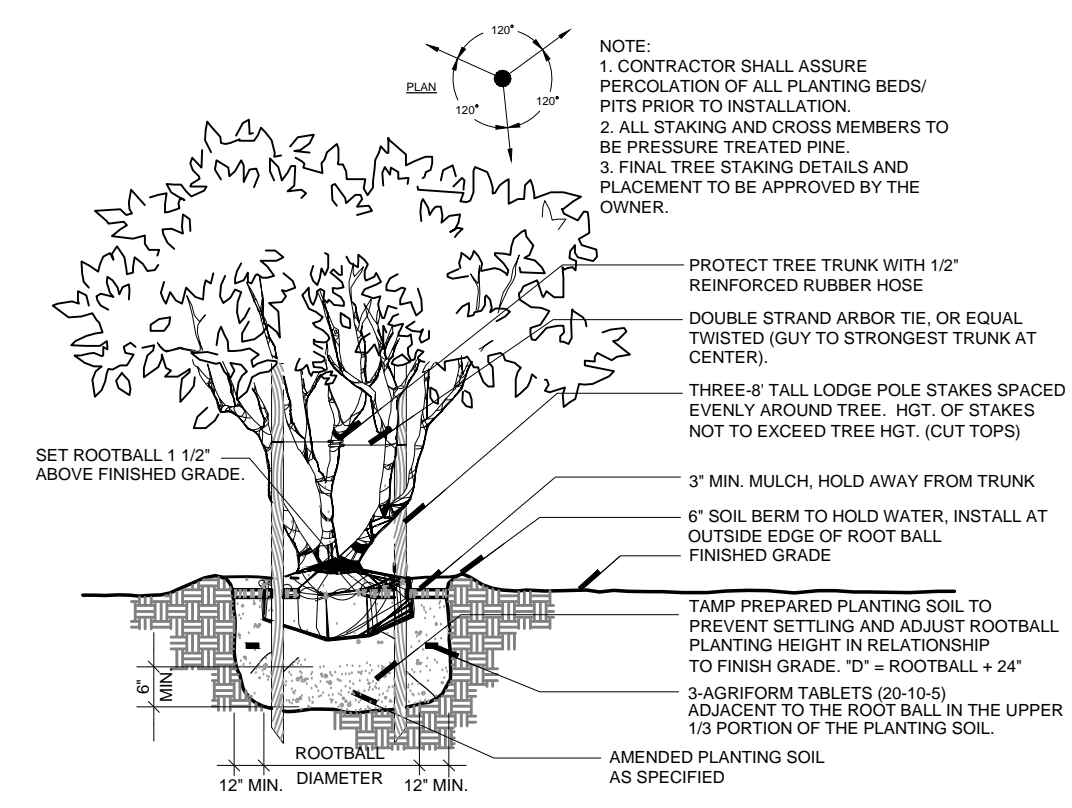 120°
PLAN
120°
120°
NOTE:
1. CONTRACTOR SHALL ASSURE
PERCOLATION OF ALL PLANTING BEDS/
PITS PRIOR TO INSTALLATION.
2. ALL STAKING AND CROSS MEMBERS TO
BE PRESSURE TREATED PINE.
3. FINAL TREE STAKING DETAILS AND
PLACEMENT TO BE APPROVED BY THE
OWNER.
PROTECT TREE TRUNK WITH 1/2"
REINFORCED RUBBER HOSE
DOUBLE STRAND ARBOR TIE, OR EQUAL
TWISTED (GUY TO STRONGEST TRUNK AT
CENTER).
THREE-8' TALL LODGE POLE STAKES SPACED
EVENLY AROUND TREE. HGT. OF STAKES
NOT TO EXCEED TREE HGT. (CUT TOPS)
SET ROOTBALL 1 1/2"
ABOVE FINISHED GRADE.
3" MIN. MULCH, HOLD AWAY FROM TRUNK
6" SOIL BERM TO HOLD WATER, INSTALL AT
OUTSIDE EDGE OF ROOT BALL
FINISHED GRADE
TAMP PREPARED PLANTING SOIL TO
PREVENT SETTLING AND ADJUST ROOTBALL
PLANTING HEIGHT IN RELATIONSHIP
TO FINISH GRADE. "D" = ROOTBALL + 24"
3-AGRIFORM TABLETS (20-10-5)
ADJACENT TO THE ROOT BALL IN THE UPPER
1/3 PORTION OF THE PLANTING SOIL.
AMENDED PLANTING SOIL
AS SPECIFIED
6"
MIN.
ROOTBALL
DIAMETER
12" MIN.
12" MIN.